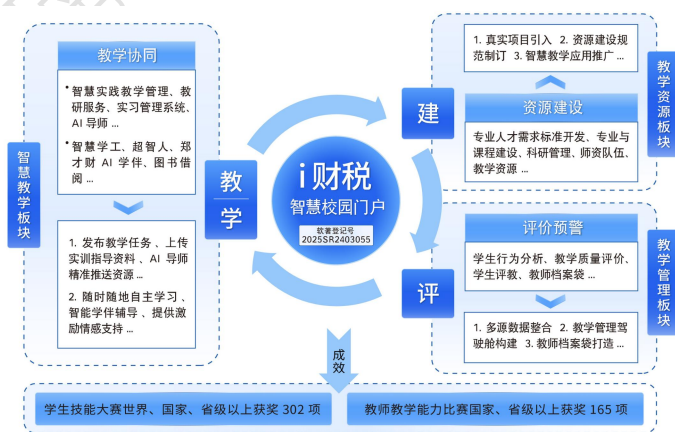 教学协同
•智慧实践教学管理、教
研服务、实习管理系统、
AI 导师 ...
•智慧学工、超智人、郑
才财 AI 学伴、图书借
阅 ...
智慧教学板块
1. 发布教学任务 、上传
实训指导资料 、AI 导师
精准推送资源 ...
2. 随时随地自主学习 、
智能学伴辅导 、提供激
励情感支持 ...
教
学
i财税
智慧校园门户
软著登记号
2025SR2403055
建
1. 真实项目引入 2. 资源建设规
范制订 3. 智慧教学应用推广 ...
资源建设
专业人才需求标准开发、专业与
课程建设、科研管理、师资队伍、
教学资源 ...
教学资源板块
评
评价预警
学生行为分析、教学质量评价、
学生评教、教师档案袋 ...
1. 多源数据整合 2. 教学管理驾
驶舱构建 3. 教师档案袋打造 ...
教学管理板块
成效
学生技能大赛世界、国家、省级以上获奖 302 项
教师教学能力比赛国家、省级以上获奖 165 项